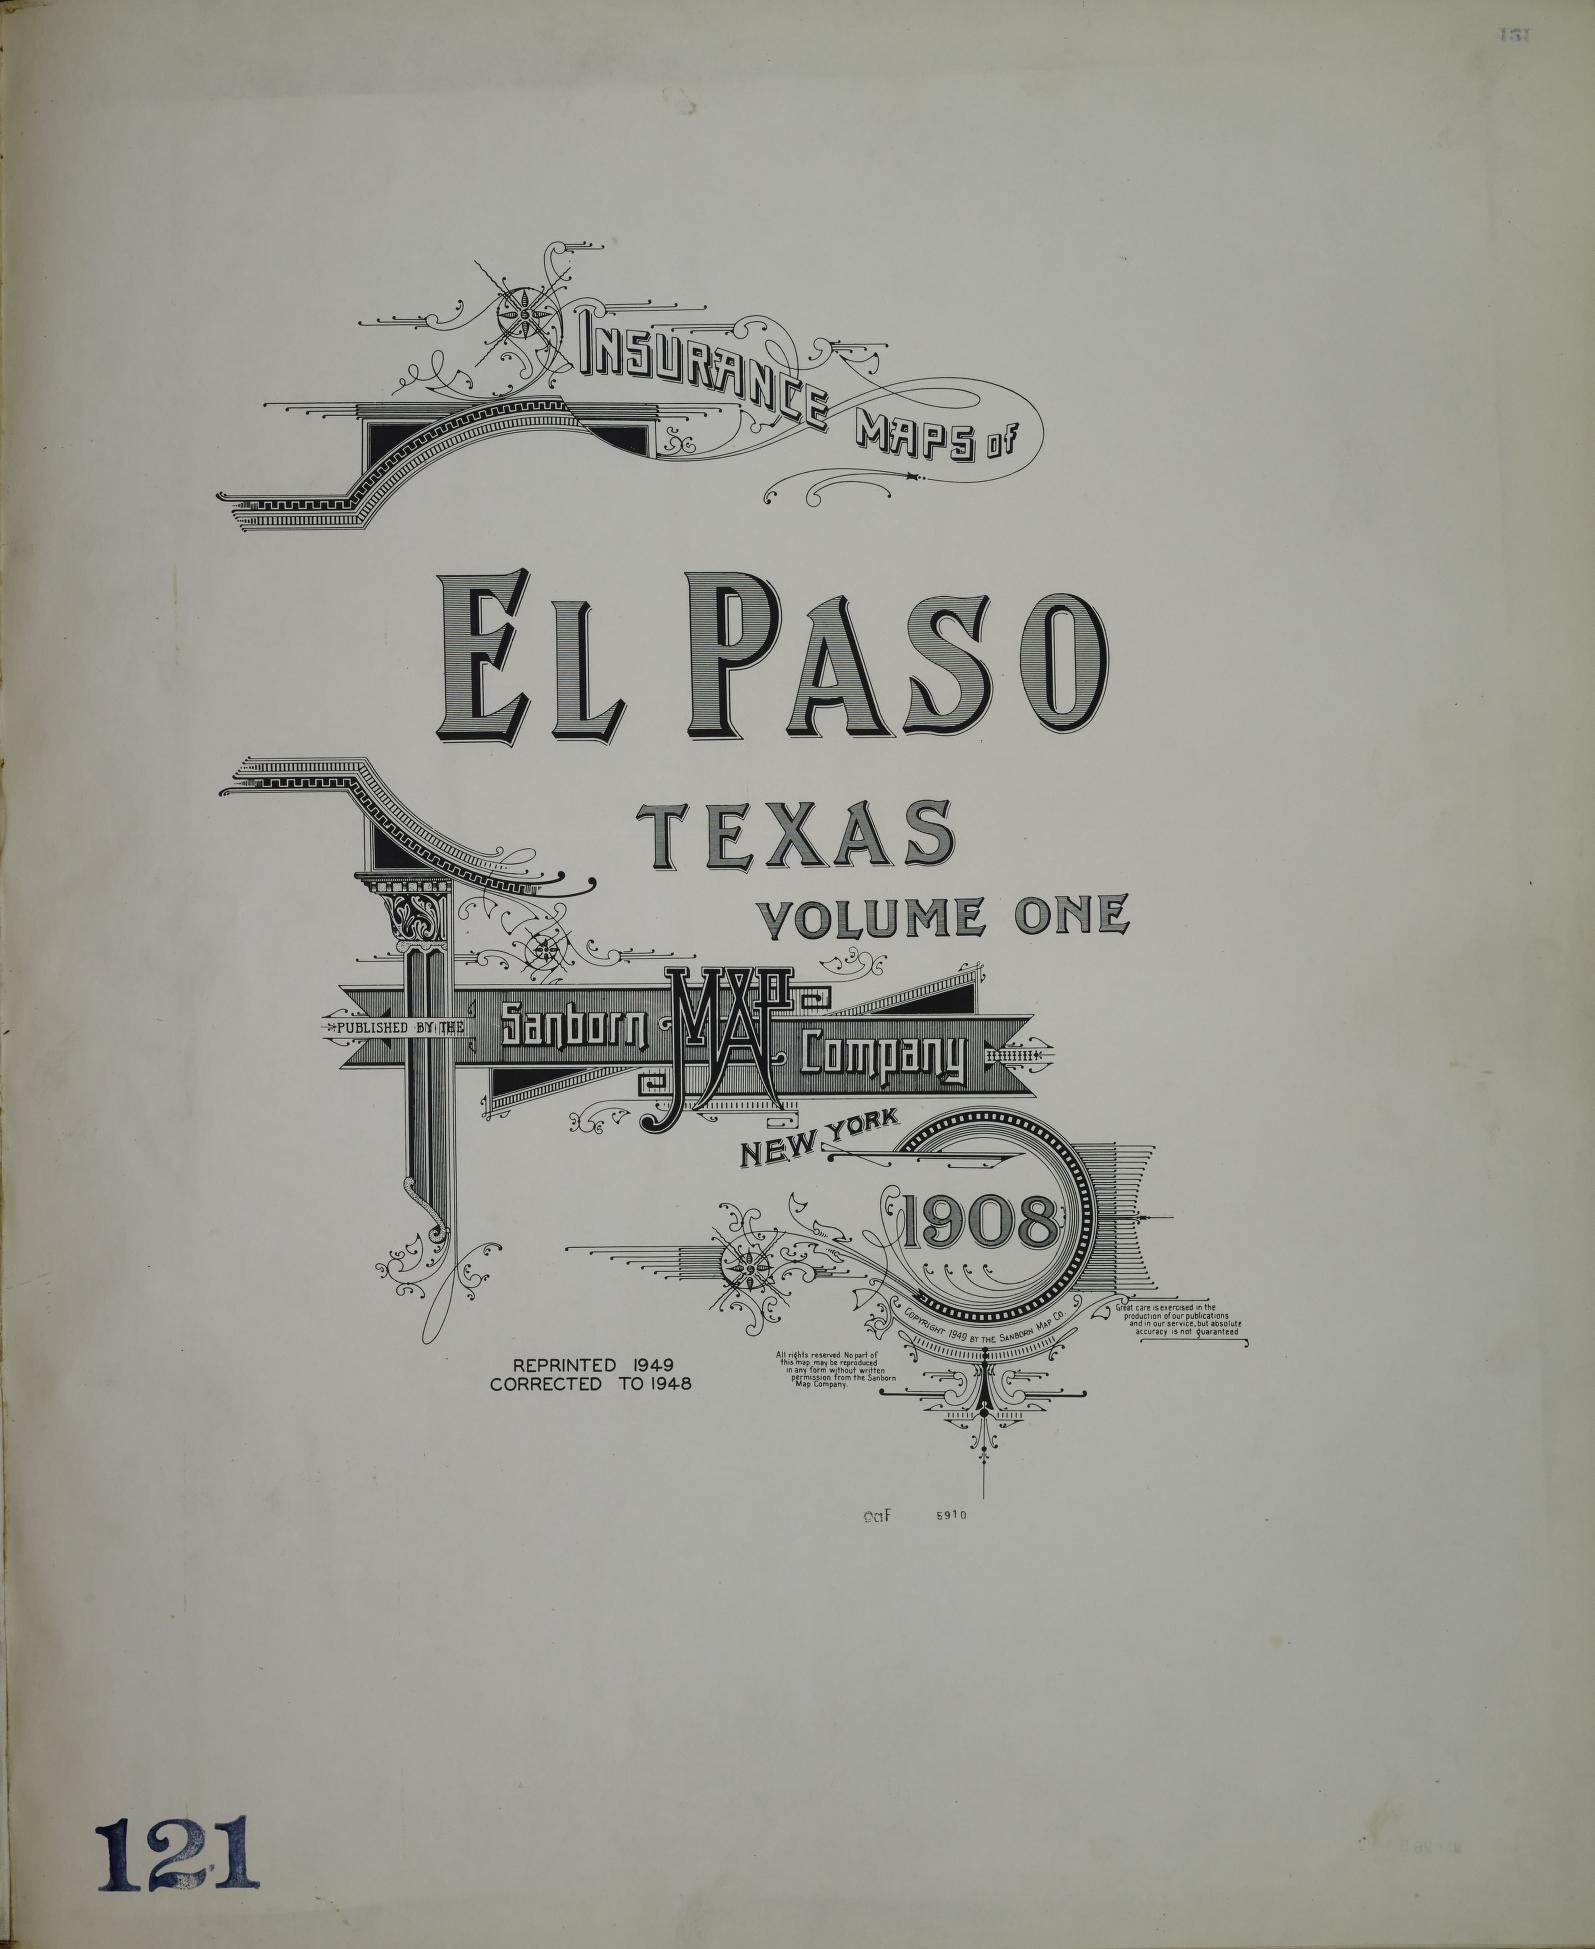 INSURANCE MAPS of
EL PASO
TEXAS
VOLUME ONE
PUBLISHED BY THE
Sanborn MAP Company
NEW YORK
1908
COPYRIGHT 1949 BY THE SANBORN MAP CO.
Great care is exercised in the
production of our publications
and in our service, but absolute
accuracy is not guaranteed
All rights reserved. No part of
this map may be reproduced
in any form without written
permission from the Sanborn
Map Company.
REPRINTED 1949
CORRECTED TO 1948
5910
121